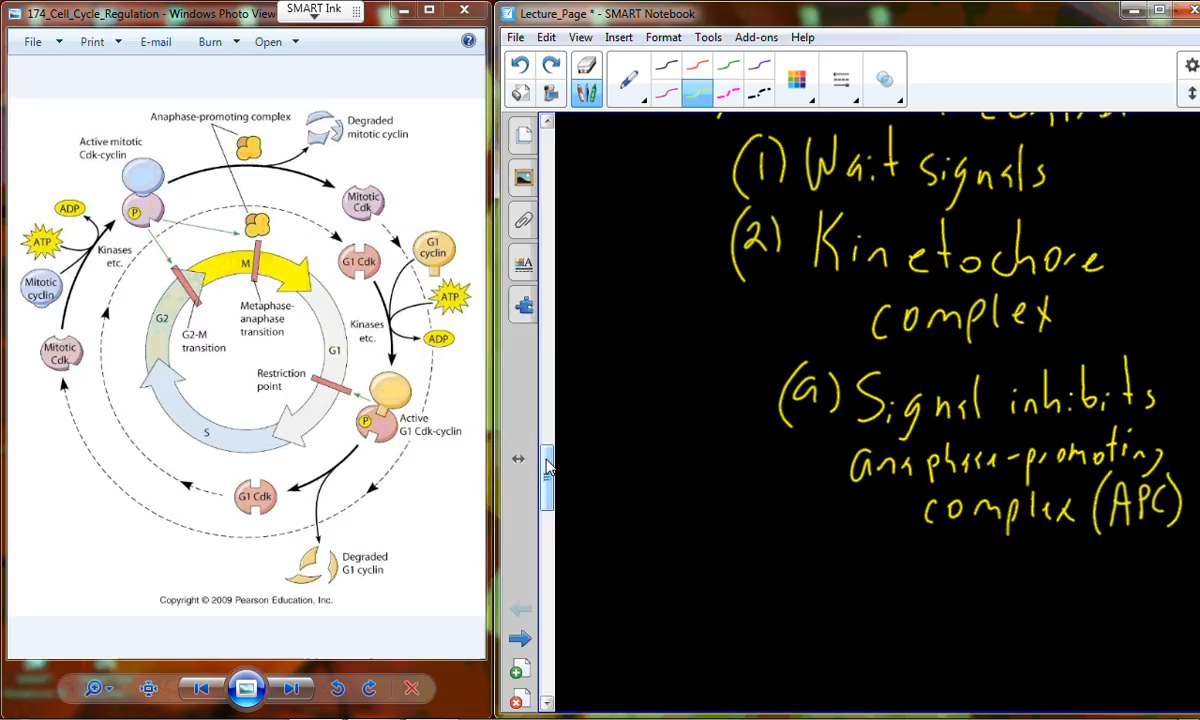 174_Cell_Cycle_Regulation - Windows Photo View
SMART Ink
File Print E-mail Burn Open
Anaphase-promoting complex
Degraded
mitotic cyclin
Active mitotic
Cdk-cyclin
P
Mitotic
Cdk
ADP
ATP
Kinases
etc.
Mitotic
cyclin
G1
cyclin
G1 Cdk
ATP
M
Metaphase-
anaphase
transition
G2
G2-M
transition
Kinases
etc.
ADP
G1
Mitotic
Cdk
Restriction
point
P
Active
G1 Cdk-cyclin
S
G1 Cdk
Degraded
G1 cyclin
Copyright © 2009 Pearson Education, Inc.
Lecture_Page * - SMART Notebook
File Edit View Insert Format Tools Add-ons Help
(1) Wait signals
(2) Kinetochore
complex
(a) Signal inhibits
anaphase-promoting
complex (APC)